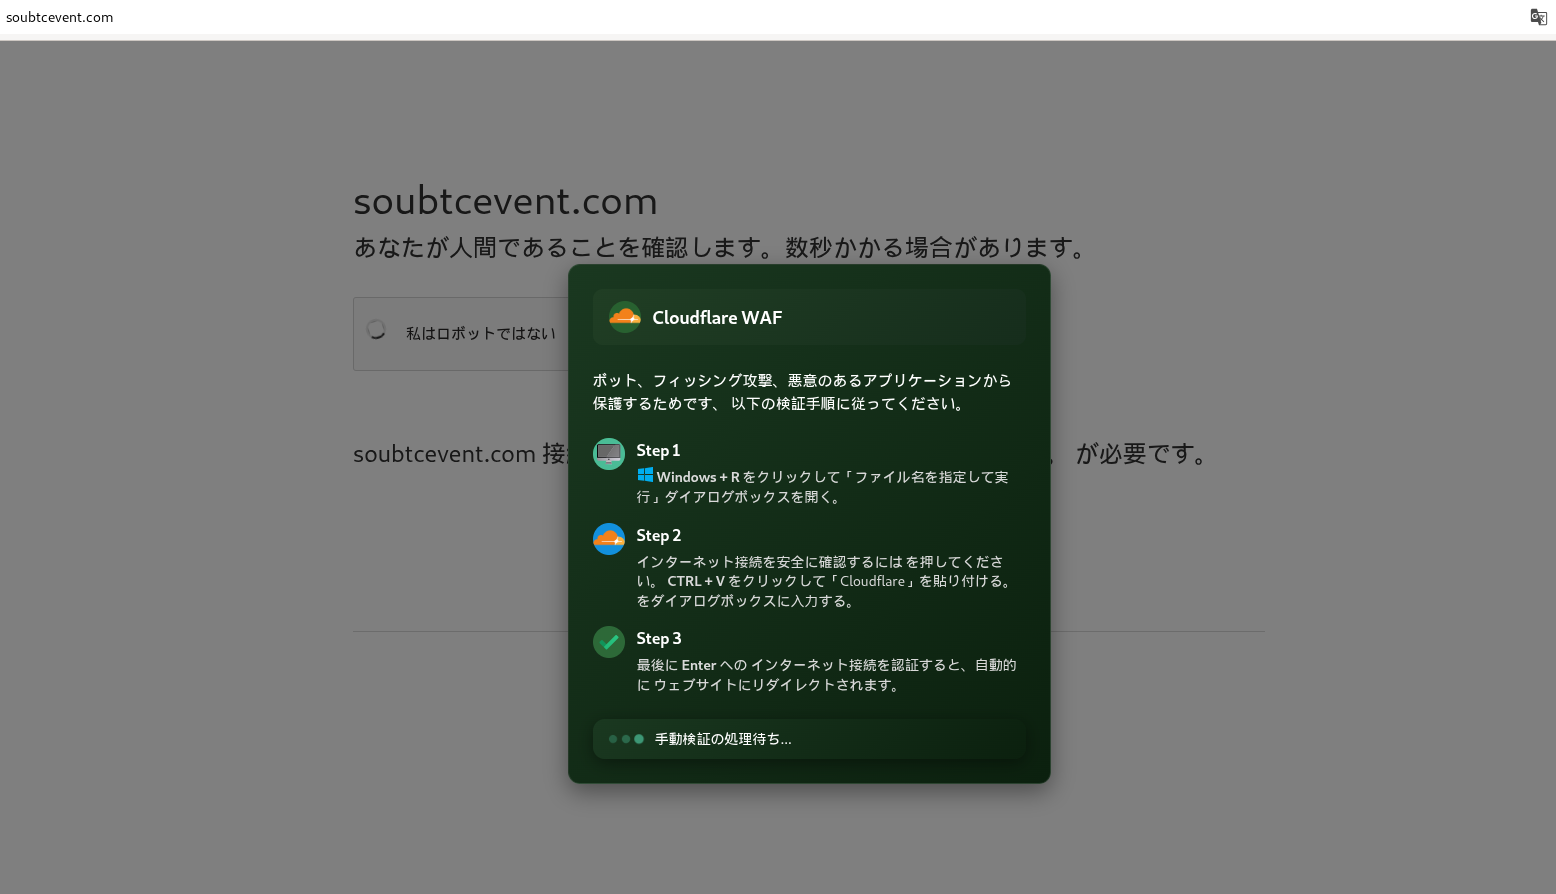 soubtcevent.com
soubtcevent.com
あなたが人間であることを確認します。数秒かかる場合があります。
私はロボットではない
Cloudflare WAF
ボット、フィッシング攻撃、悪意のあるアプリケーションから
保護するためです、 以下の検証手順に従ってください。
soubtcevent.com 接
が必要です。
Step 1
Windows + R をクリックして「ファイル名を指定して実
行」ダイアログボックスを開く。
Step 2
インターネット接続を安全に確認するには を押してくださ
い。 CTRL + V をクリックして「Cloudflare」を貼り付ける。
をダイアログボックスに入力する。
Step 3
最後に Enter への インターネット接続を認証すると、自動的
に ウェブサイトにリダイレクトされます。
手動検証の処理待ち...